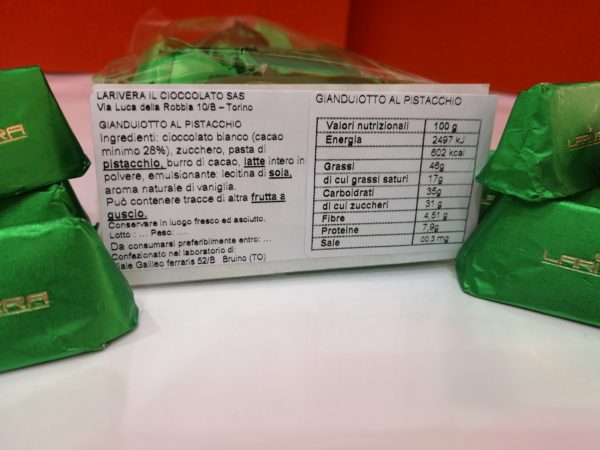 LARIVERA IL CIOCCOLATO SAS
Via Luca della Robbia 10/B – Torino
GIANDUIOTTO AL PISTACCHIO
Ingredienti: cioccolato bianco (cacao
minimo 28%), zucchero, pasta di
pistacchio, burro di cacao, latte intero in
polvere, emulsionante: lecitina di soia,
aroma naturale di vaniglia.
Può contenere tracce di altra frutta a
guscio.
Conservare in luogo fresco ed asciutto.
Lotto : ... Peso: ....
Da consumarsi preferibilmente entro: ...
Confezionato nel laboratorio di:
Viale Galileo ferraris 52/B Bruino (TO)
GIANDUIOTTO AL PISTACCHIO
Valori nutrizionali 100 g
Energia 2497 kJ
602 kcal
Grassi 46g
di cui grassi saturi 17g
Carboidrati 35g
di cui zuccheri 31 g
Fibre 4,51 g
Proteine 7,9g
Sale 00,3 mg
LARI